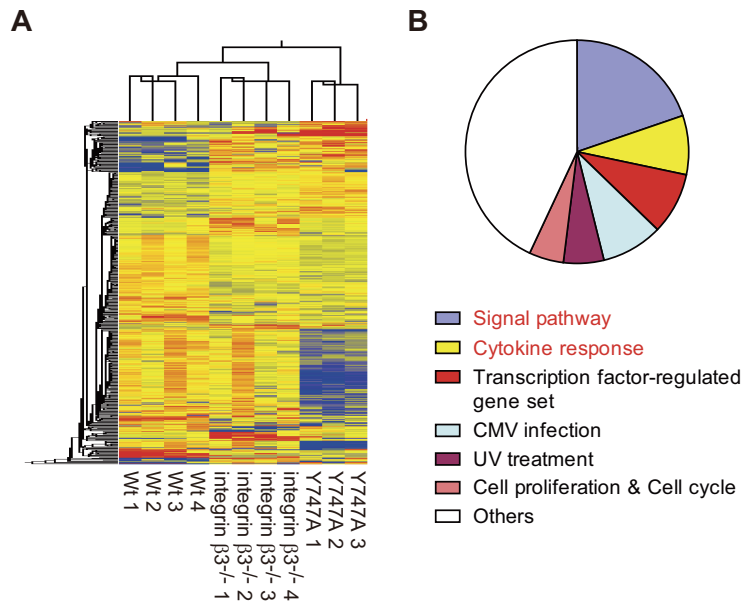 A
B
Wt 1
Wt 2
Wt 3
Wt 4
integrin β3-/- 1
integrin β3-/- 2
integrin β3-/- 3
integrin β3-/- 4
Y747A 1
Y747A 2
Y747A 3
Signal pathway
Cytokine response
Transcription factor-regulated
gene set
CMV infection
UV treatment
Cell proliferation & Cell cycle
Others